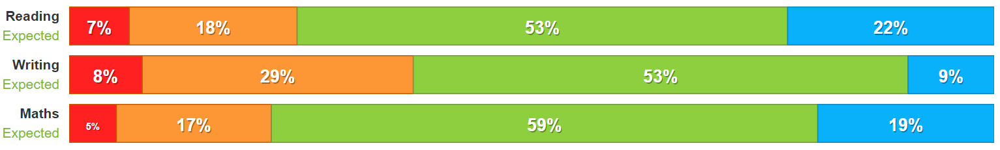 Reading
Expected
7% 18% 53% 22%
Writing
Expected
8% 29% 53% 9%
Maths
Expected
5% 17% 59% 19%